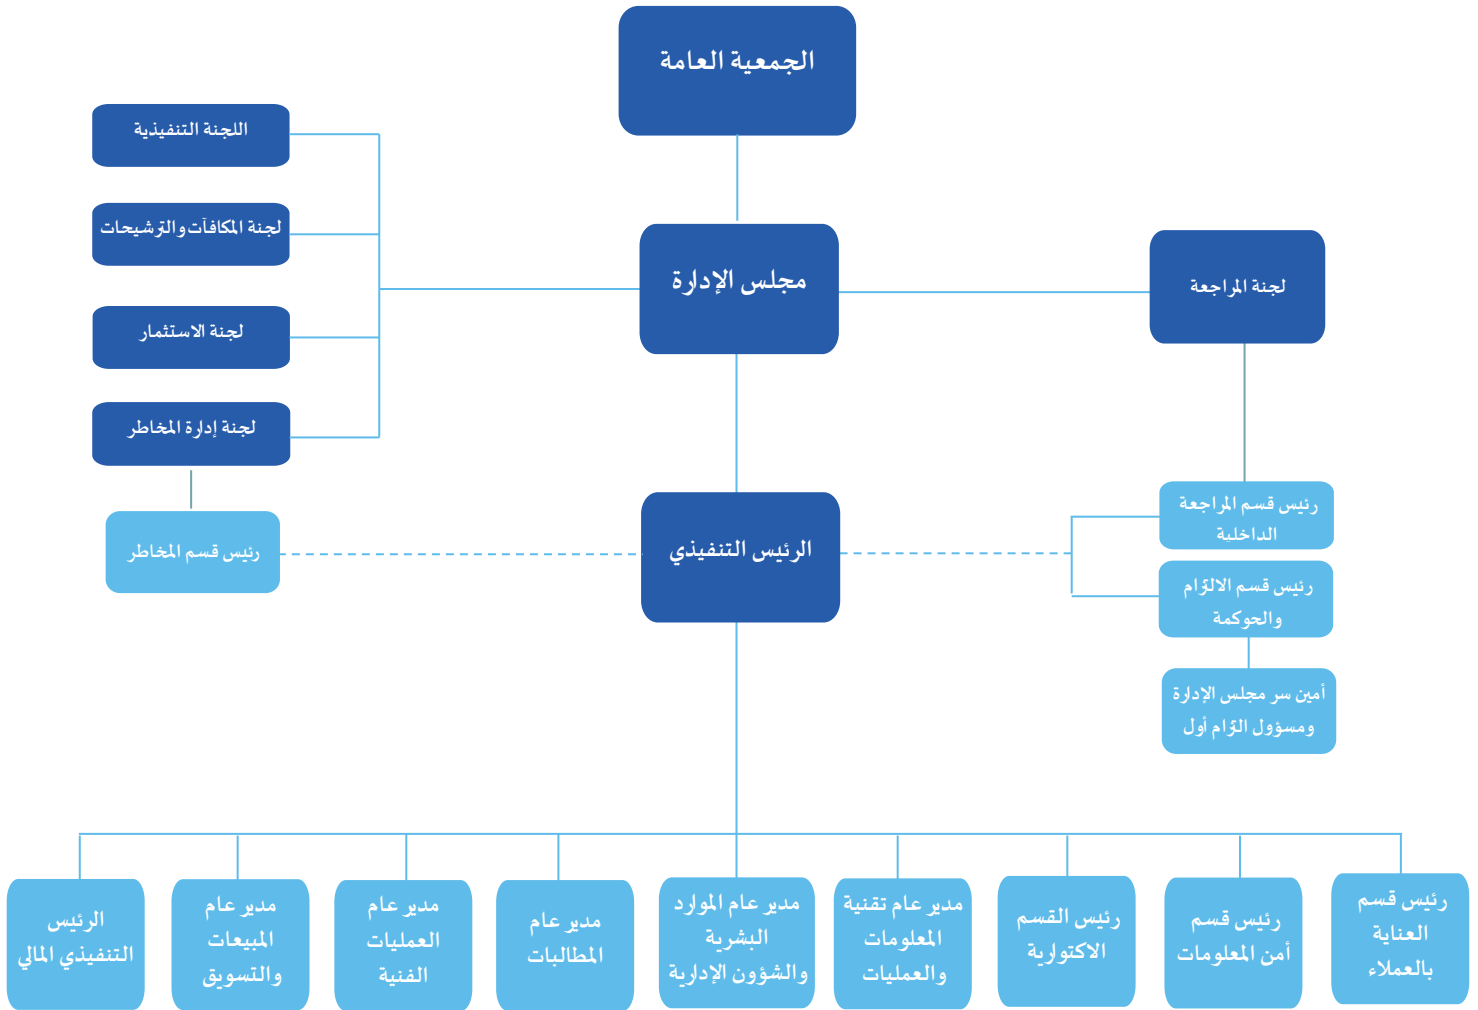 الجمعية العامة
اللجنة التنفيذية
لجنة المكافآت والترشيحات
لجنة الاستثمار
لجنة إدارة المخاطر
مجلس الإدارة
لجنة المراجعة
رئيس قسم المخاطر
الرئيس التنفيذي
رئيس قسم المراجعة
الداخلية
رئيس قسم الالتزام
والحوكمة
أمين سر مجلس الإدارة
ومسؤول التزام أول
رئيس قسم
العناية
بالعملاء
رئيس قسم
أمن المعلومات
رئيس القسم
الاكتوارية
مدير عام تقنية
المعلومات
والعمليات
مدير عام الموارد
البشرية
والشؤون الإدارية
مدير عام
المطالبات
مدير عام
العمليات
الفنية
مدير عام
المبيعات
والتسويق
الرئيس
التنفيذي المالي